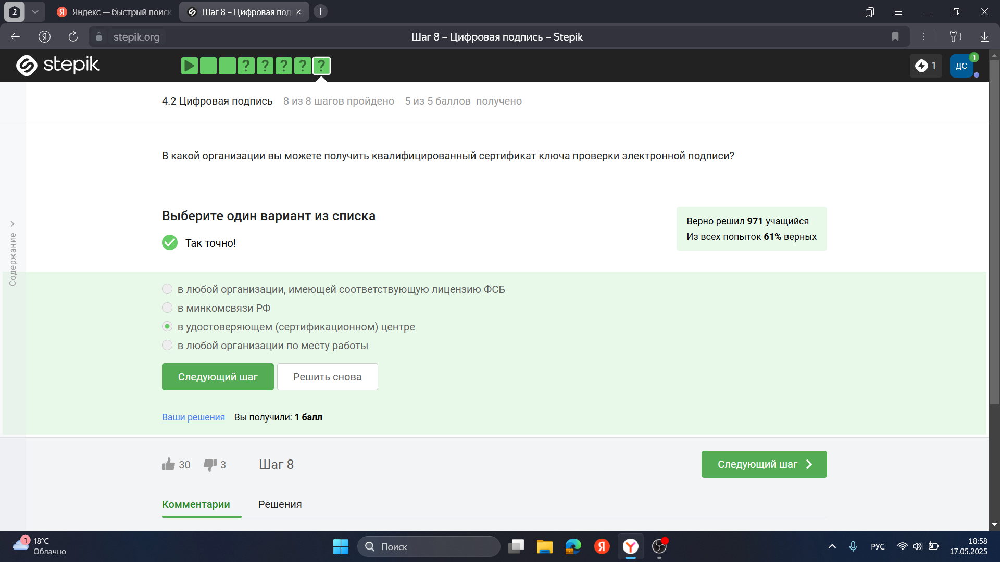 2
Яндекс — быстрый поиск
Шаг 8 – Цифровая под
stepik.org
Шаг 8 – Цифровая подпись – Stepik
stepik
? ? ? ? ?
1
ДС
1
4.2 Цифровая подпись 8 из 8 шагов пройдено 5 из 5 баллов получено
Содержание
В какой организации вы можете получить квалифицированный сертификат ключа проверки электронной подписи?
Выберите один вариант из списка
Так точно!
Верно решил 971 учащийся
Из всех попыток 61% верных
в любой организации, имеющей соответствующую лицензию ФСБ
в минкомсвязи РФ
в удостоверяющем (сертификационном) центре
в любой организации по месту работы
Следующий шаг
Решить снова
Ваши решения Вы получили: 1 балл
30
3
Шаг 8
Следующий шаг
Комментарии
Решения
1
18°C
Облачно
Поиск
РУС
18:58
17.05.2025